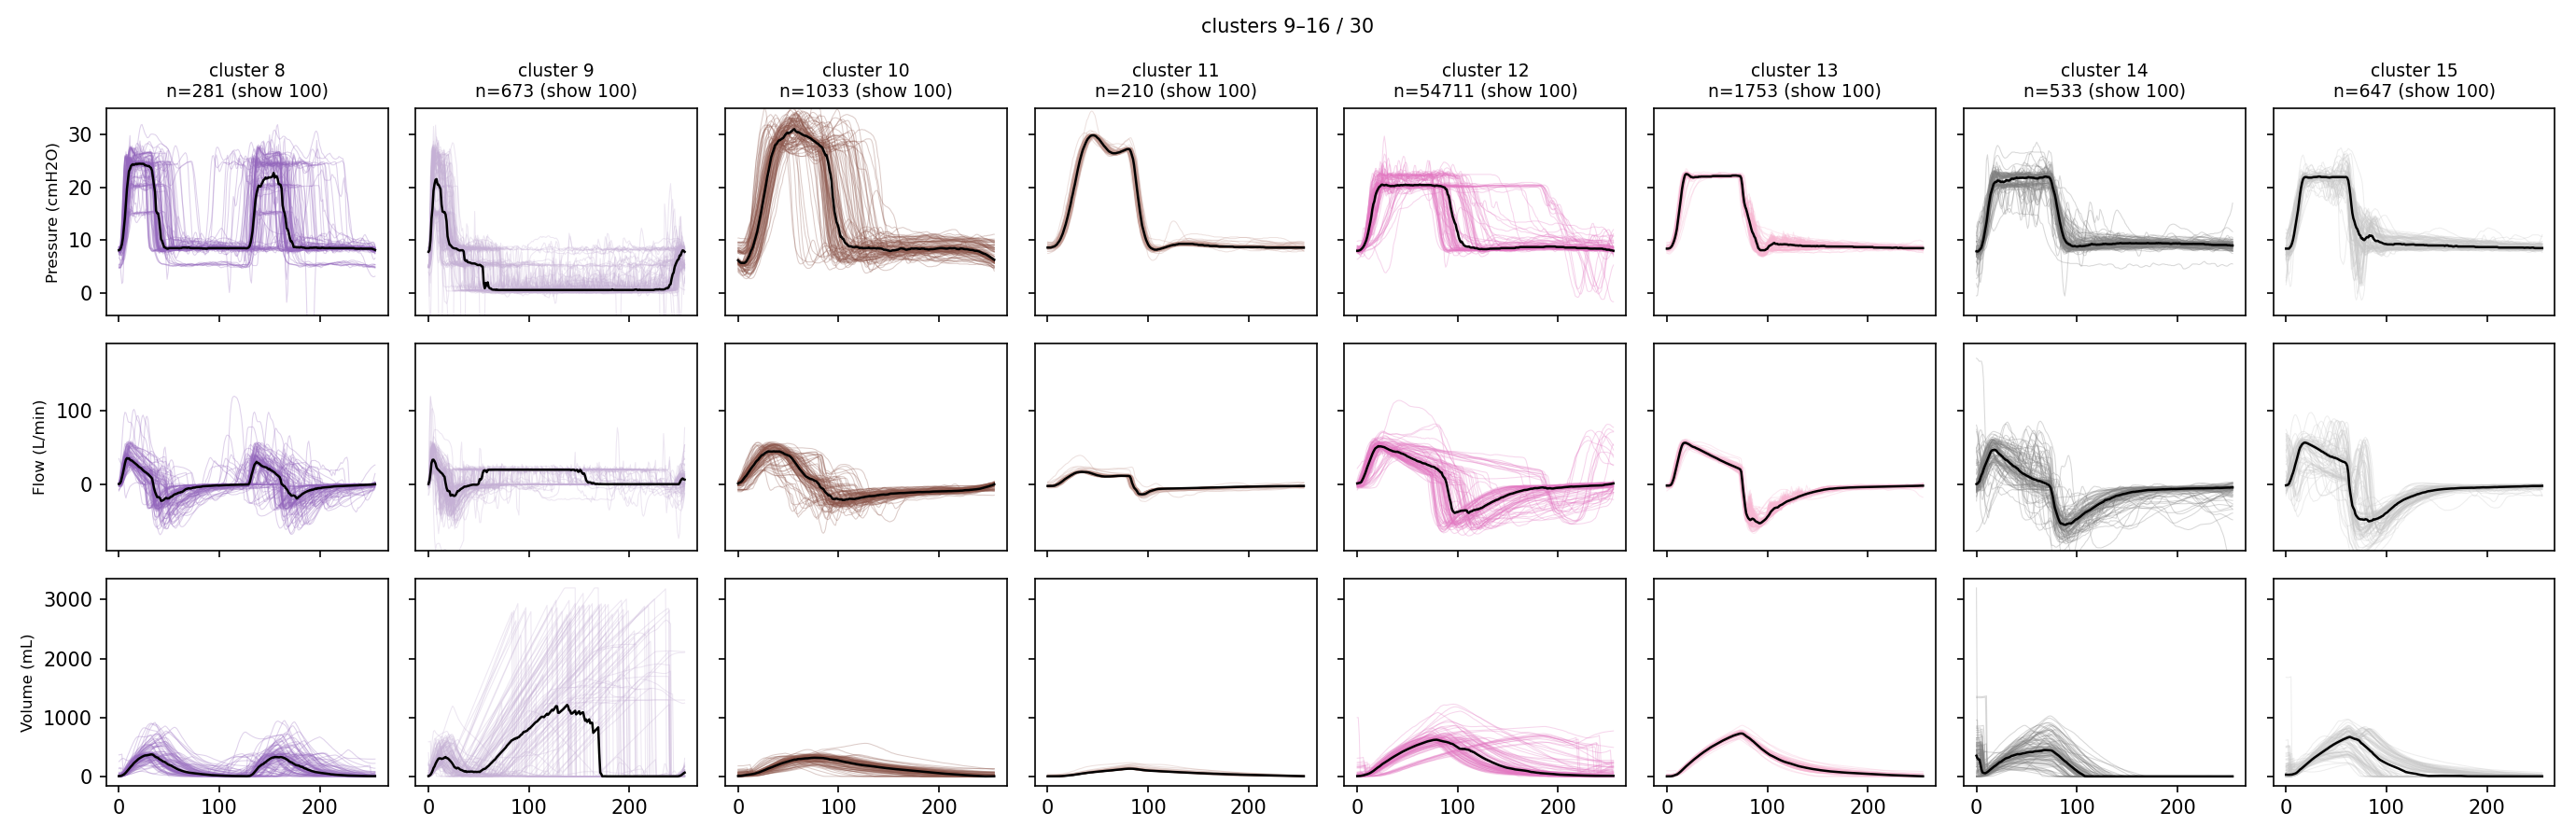 clusters 9–16 / 30
cluster 8
n=281 (show 100)
cluster 9
n=673 (show 100)
cluster 10
n=1033 (show 100)
cluster 11
n=210 (show 100)
cluster 12
n=54711 (show 100)
cluster 13
n=1753 (show 100)
cluster 14
n=533 (show 100)
cluster 15
n=647 (show 100)
Pressure (cmH2O)
30
20
10
0
Flow (L/min)
100
0
Volume (mL)
3000
2000
1000
0
0 100 200
0 100 200
0 100 200
0 100 200
0 100 200
0 100 200
0 100 200
0 100 200